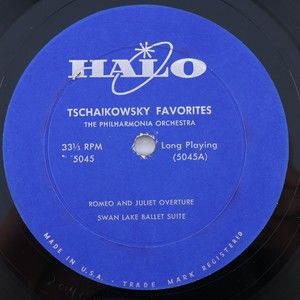 HALO
TSCHAIKOWSKY FAVORITES
THE PHILHARMONIA ORCHESTRA
33⅓ RPM Long Playing
5045 (5045A)
ROMEO AND JULIET OVERTURE
SWAN LAKE BALLET SUITE
MADE IN U.S.A. - TRADE MARK REGISTERED